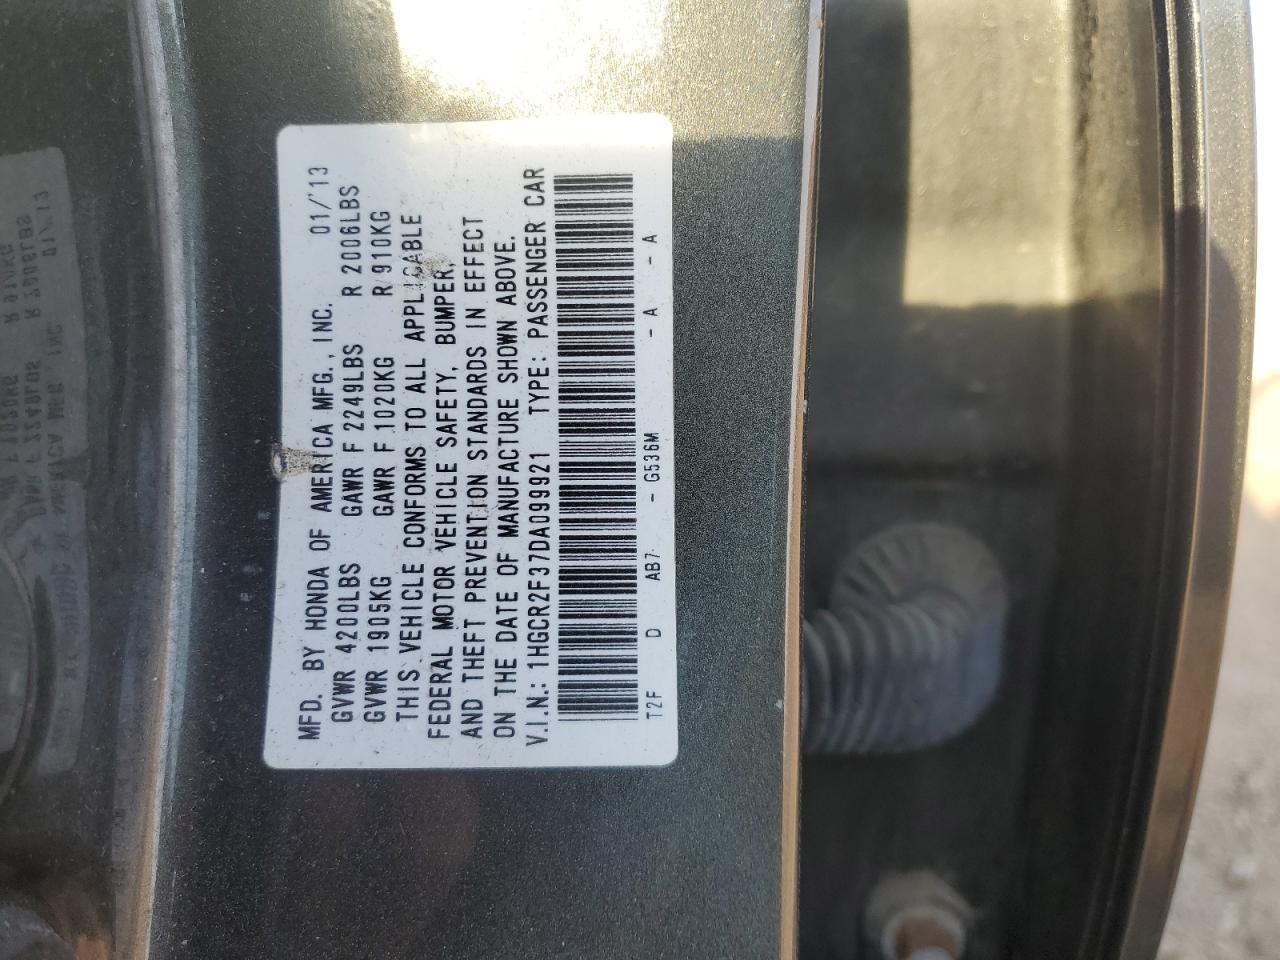 MFD. BY HONDA OF AMERICA MFG., INC. 01/'13
GVWR 4200LBS GAWR F 2249LBS R 2006LBS
GVWR 1905KG GAWR F 1020KG R 910KG
THIS VEHICLE CONFORMS TO ALL APPLICABLE
FEDERAL MOTOR VEHICLE SAFETY, BUMPER,
AND THEFT PREVENTION STANDARDS IN EFFECT
ON THE DATE OF MANUFACTURE SHOWN ABOVE.
V.I.N.: 1HGCR2F37DA099921 TYPE: PASSENGER CAR
T2F D AB7 - G536M - A - A